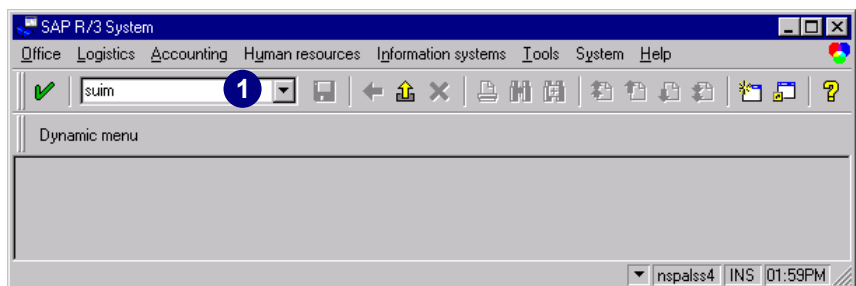 SAP R/3 System
Office Logistics Accounting Human resources Information systems Tools System Help
suim 1
Dynamic menu
nspalss4 INS 01:59PM